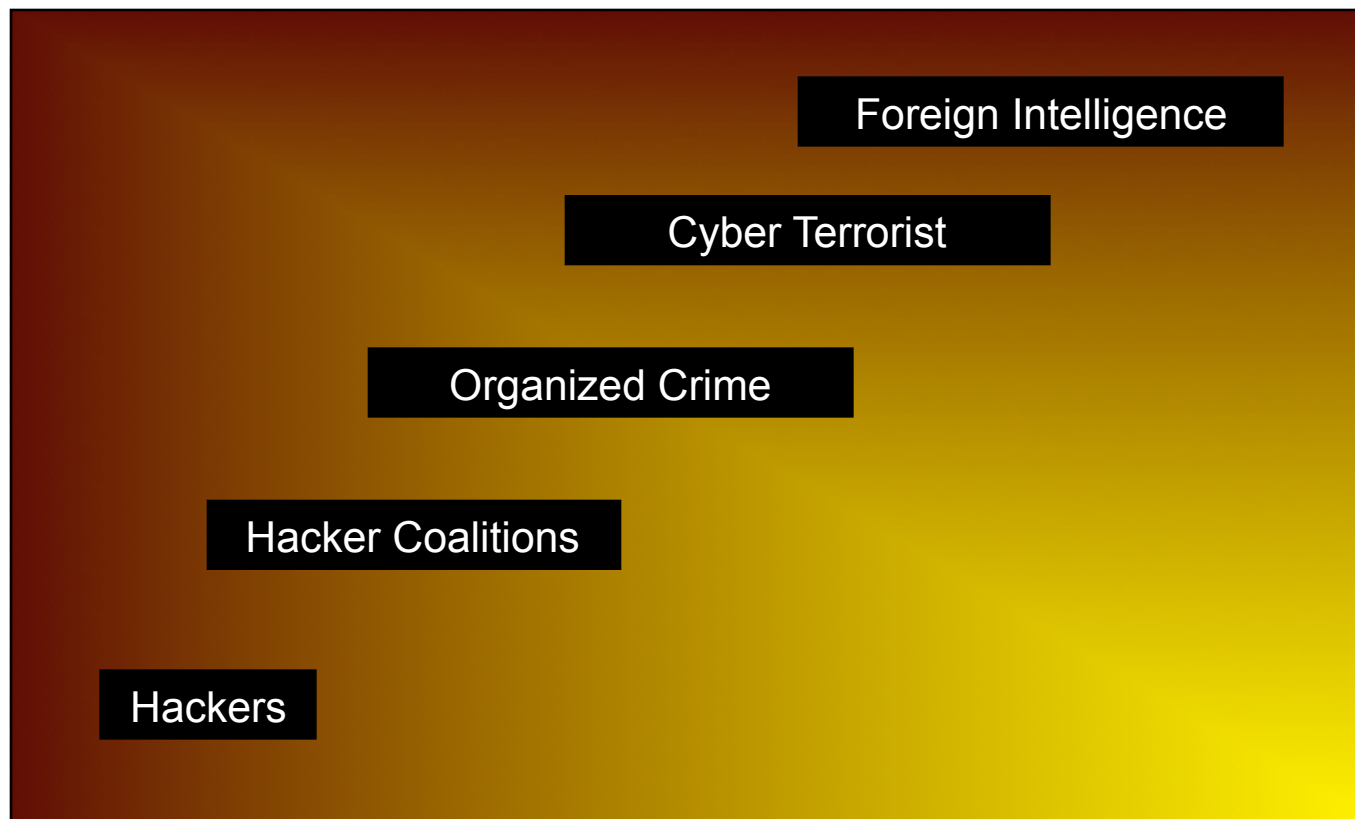 Foreign Intelligence
Cyber Terrorist
Organized Crime
Hacker Coalitions
Hackers